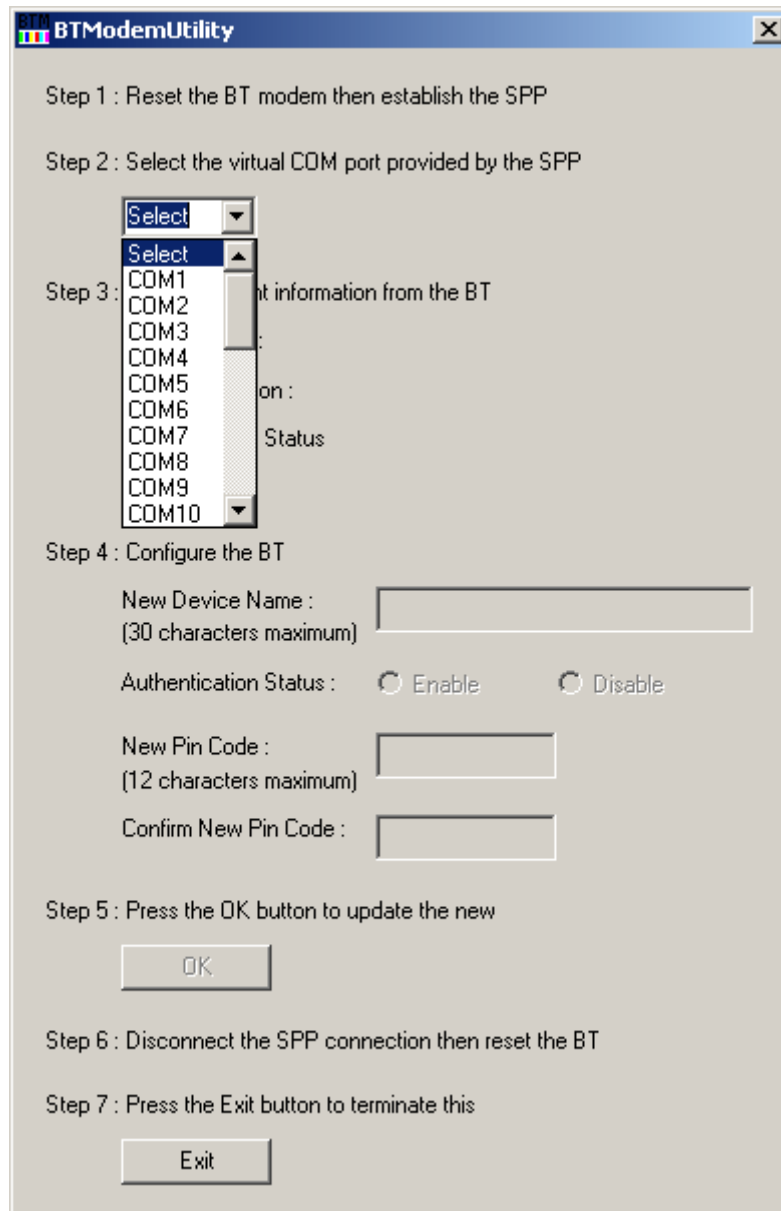 BTM BTModemUtility
Step 1 : Reset the BT modem then establish the SPP
Step 2 : Select the virtual COM port provided by the SPP
Select
Select
COM1
COM2
Step 3 : nt information from the BT
COM3
:
COM4
COM5
on :
COM6
COM7
Status
COM8
COM9
COM10
Step 4 : Configure the BT
New Device Name :
(30 characters maximum)
Authentication Status : Enable Disable
New Pin Code :
(12 characters maximum)
Confirm New Pin Code :
Step 5 : Press the OK button to update the new
OK
Step 6 : Disconnect the SPP connection then reset the BT
Step 7 : Press the Exit button to terminate this
Exit